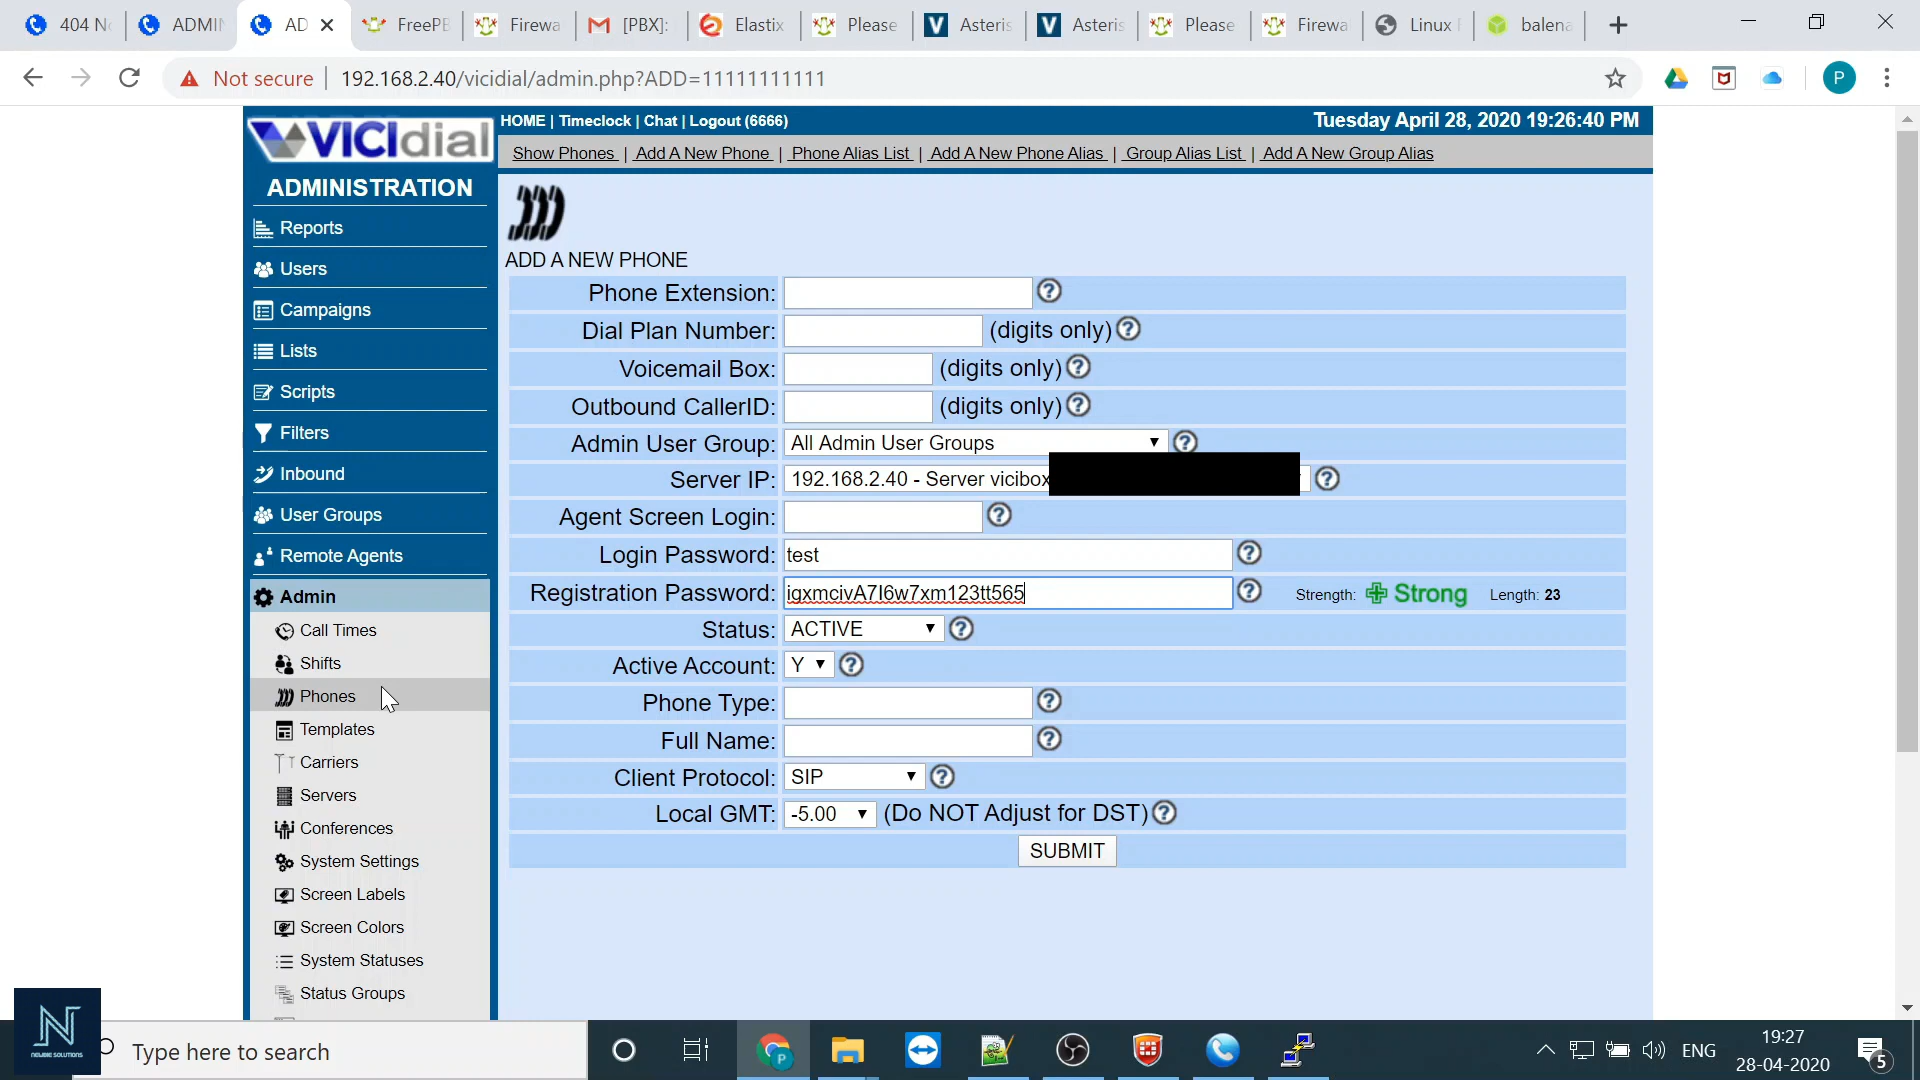 404 N
ADMIN
AD
FreePB
Firewa
[PBX]:
Elastix
Please
Asteris
Asteris
Please
Firewa
Linux
balena
Not secure
192.168.2.40/vicidial/admin.php?ADD=11111111111
P
VICIdial
HOME | Timeclock | Chat | Logout (6666)
Tuesday April 28, 2020 19:26:40 PM
Show Phones | Add A New Phone | Phone Alias List | Add A New Phone Alias | Group Alias List | Add A New Group Alias
ADMINISTRATION
Reports
Users
Campaigns
Lists
Scripts
Filters
Inbound
User Groups
Remote Agents
Admin
Call Times
Shifts
Phones
Templates
Carriers
Servers
Conferences
System Settings
Screen Labels
Screen Colors
System Statuses
Status Groups
ADD A NEW PHONE
Phone Extension:
Dial Plan Number: (digits only)
Voicemail Box: (digits only)
Outbound CallerID: (digits only)
Admin User Group: All Admin User Groups
Server IP: 192.168.2.40 - Server vicibox
Agent Screen Login:
Login Password: test
Registration Password: igxmcivA7I6w7xm123tt565 Strength: Strong Length: 23
Status: ACTIVE
Active Account: Y
Phone Type:
Full Name:
Client Protocol: SIP
Local GMT: -5.00 (Do NOT Adjust for DST)
SUBMIT
N
NEWBIE SOLUTIONS
Type here to search
P
ENG
19:27
28-04-2020
5